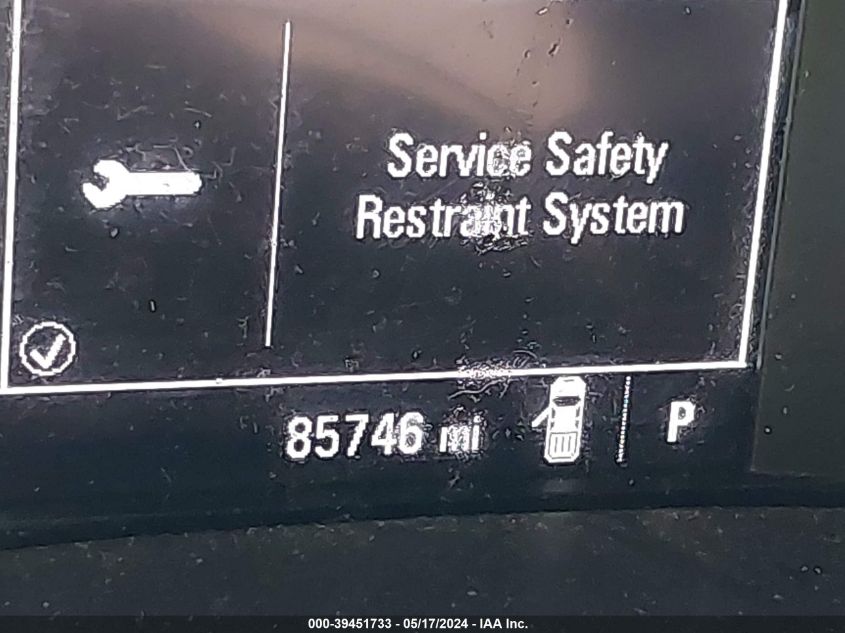 Service Safety
Restraint System
85746 mi
P
000-39451733 - 05/17/2024 - IAA Inc.